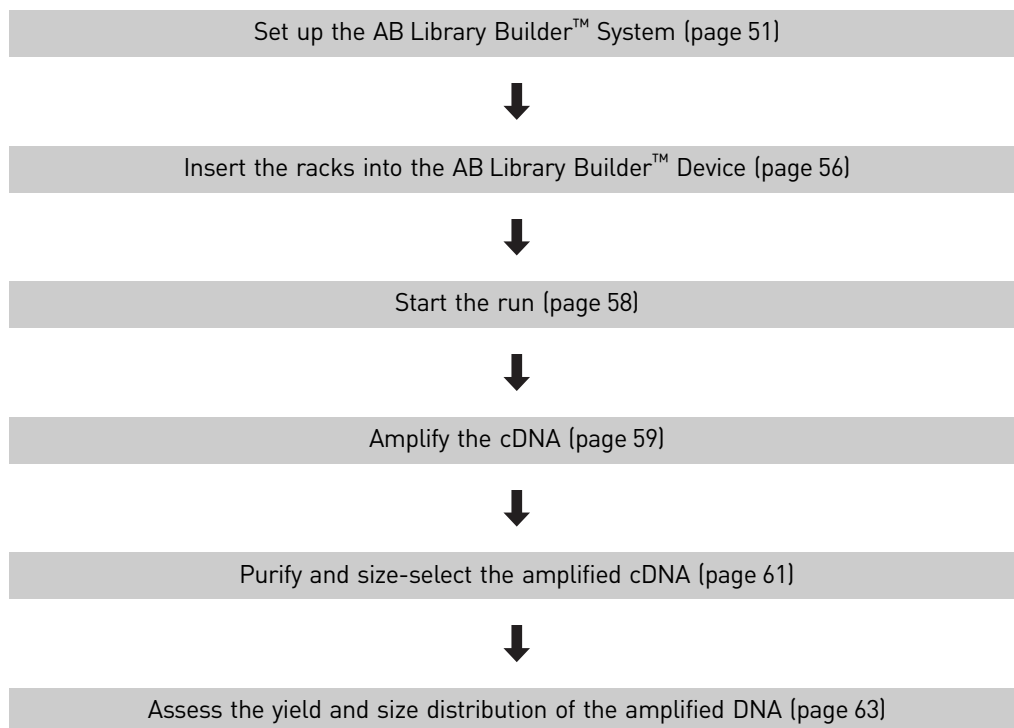 Set up the AB Library Builder™ System (page 51)
Insert the racks into the AB Library Builder™ Device (page 56)
Start the run (page 58)
Amplify the cDNA (page 59)
Purify and size-select the amplified cDNA (page 61)
Assess the yield and size distribution of the amplified DNA (page 63)